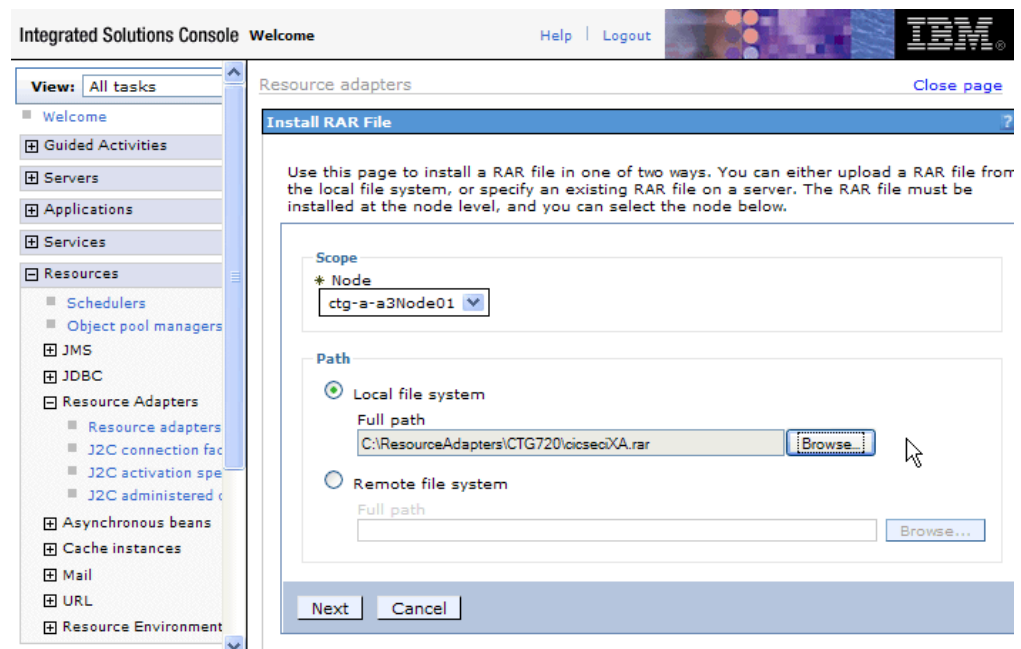 Integrated Solutions Console Welcome Help Logout IBM®
View: All tasks
Welcome
Guided Activities
Servers
Applications
Services
Resources
Schedulers
Object pool managers
JMS
JDBC
Resource Adapters
Resource adapters
J2C connection fac
J2C activation spe
J2C administered
Asynchronous beans
Cache instances
Mail
URL
Resource Environment
Resource adapters Close page
Install RAR File ?
Use this page to install a RAR file in one of two ways. You can either upload a RAR file from
the local file system, or specify an existing RAR file on a server. The RAR file must be
installed at the node level, and you can select the node below.
Scope
* Node
ctg-a-a3Node01
Path
Local file system
Full path
C:\ResourceAdapters\CTG720\cicseciXA.rar Browse...
Remote file system
Full path
Browse...
Next Cancel